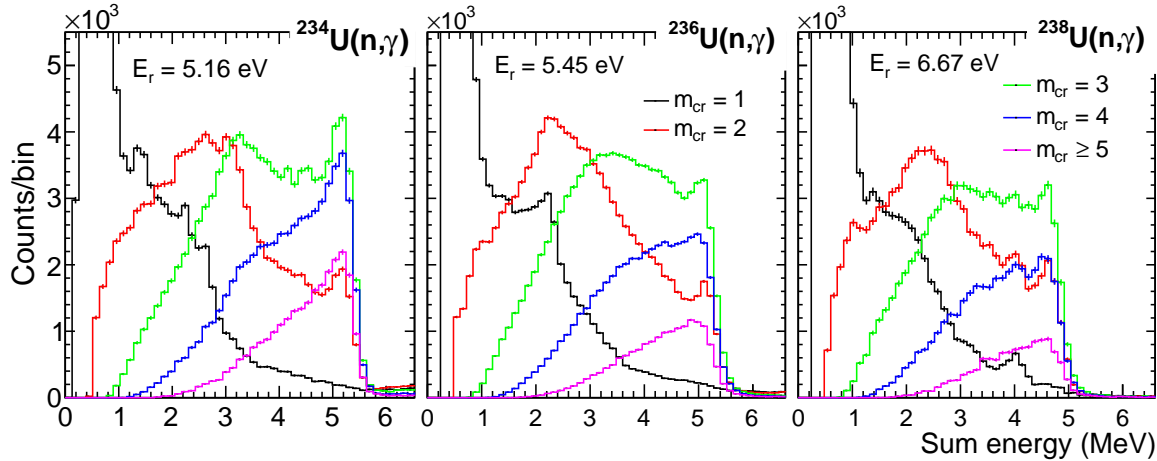 ×10³ ²³⁴U(n,γ) ×10³ ²³⁶U(n,γ) ×10³ ²³⁸U(n,γ)
E_r = 5.16 eV E_r = 5.45 eV E_r = 6.67 eV
m_cr = 1
m_cr = 2
m_cr = 3
m_cr = 4
m_cr ≥ 5
Counts/bin
5
4
3
2
1
0
0 1 2 3 4 5 6 0 1 2 3 4 5 6 0 1 2 3 4 5 6
Sum energy (MeV)